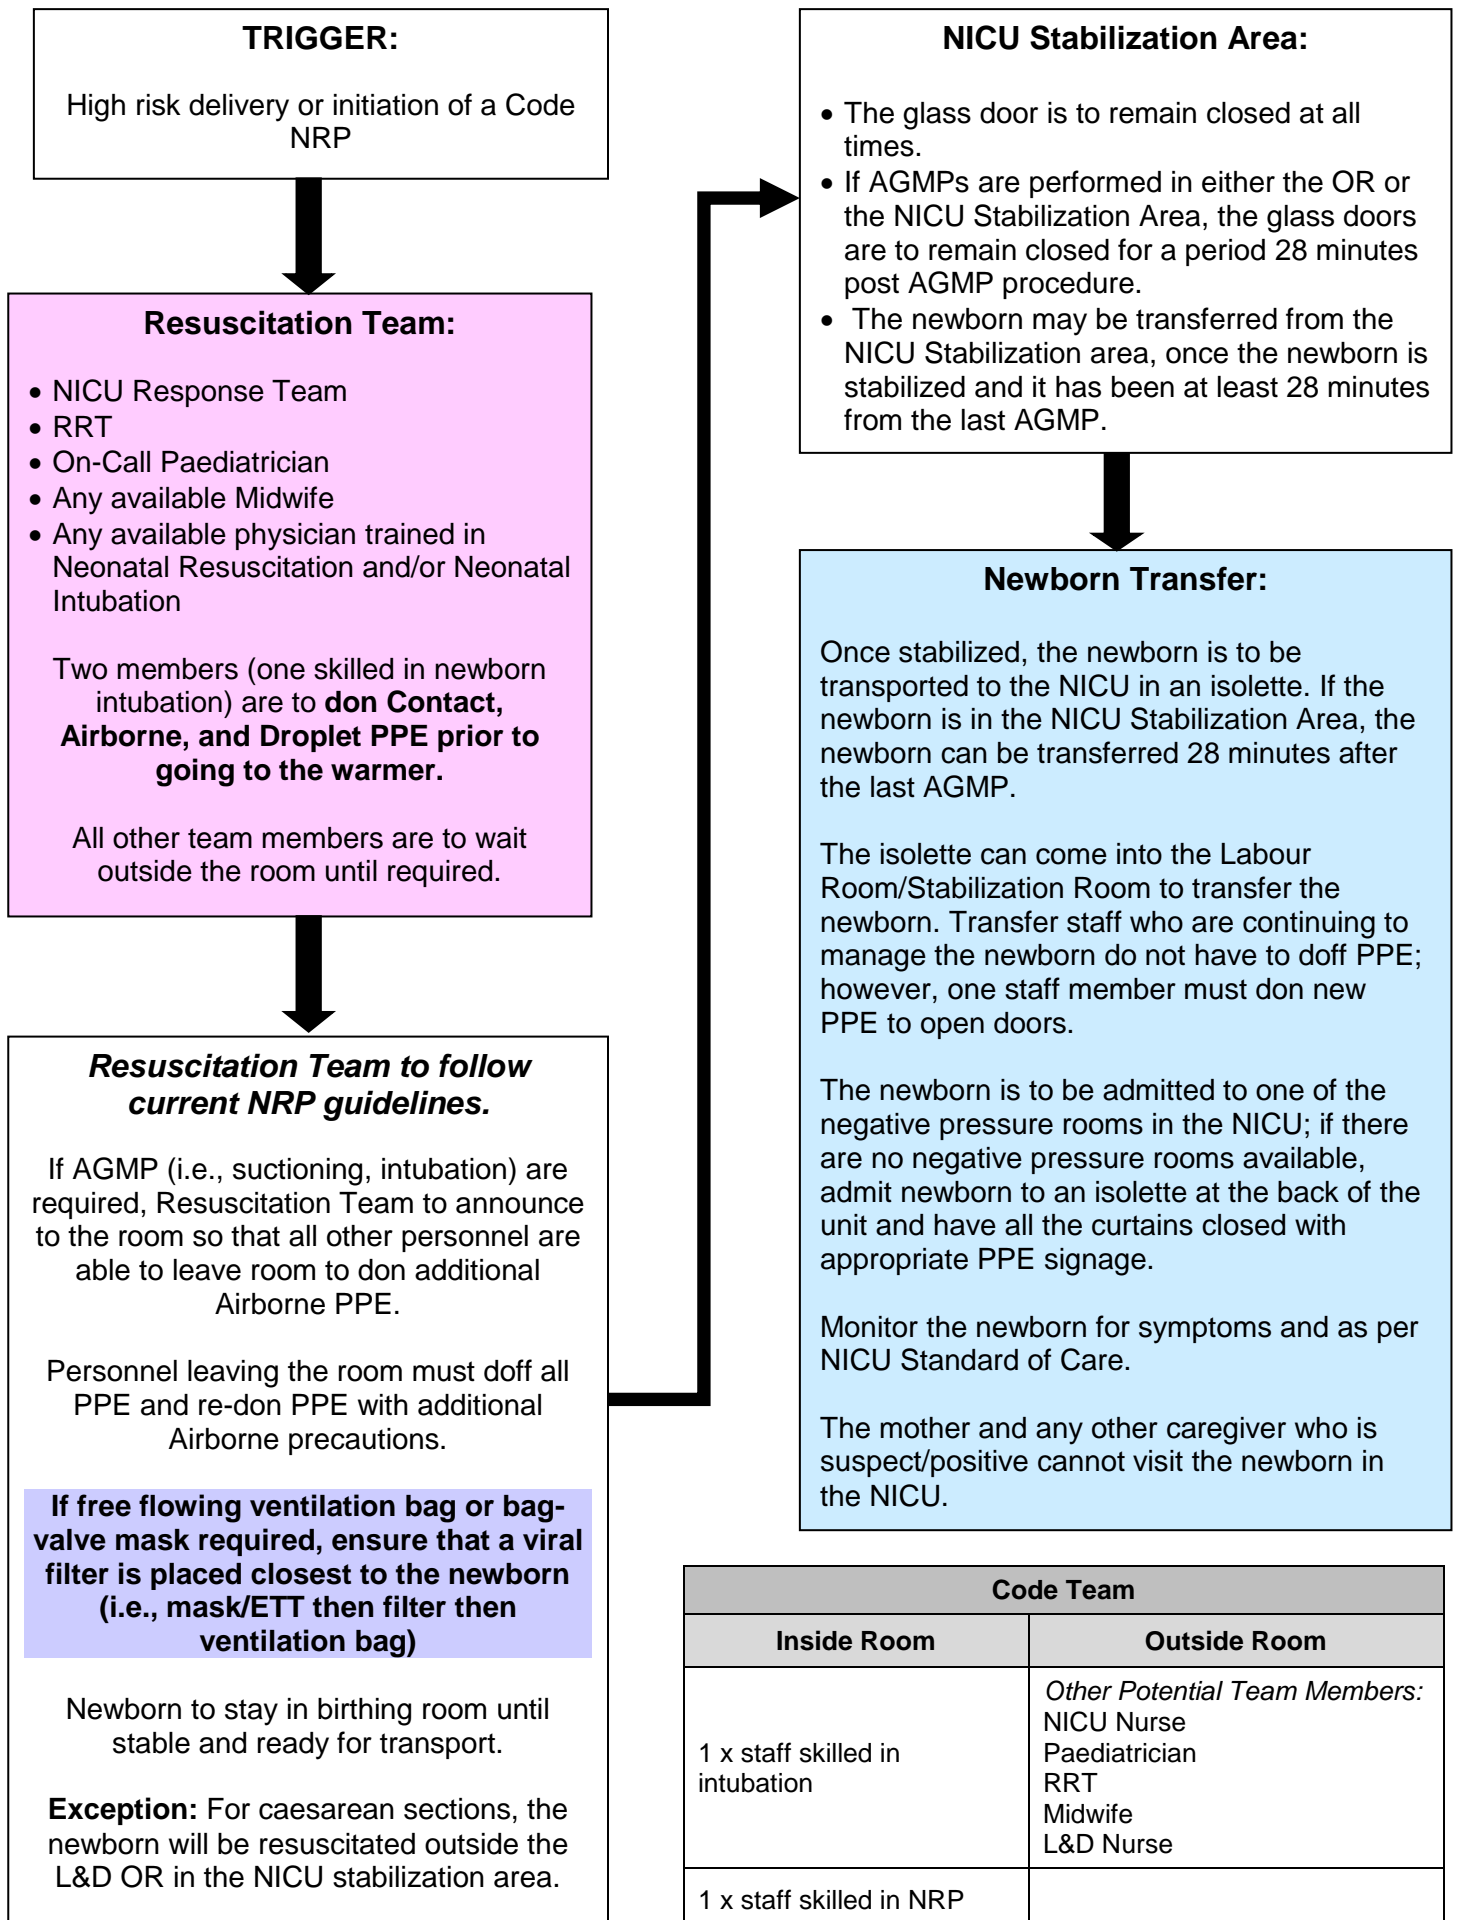 TRIGGER:
High risk delivery or initiation of a Code
NRP
Resuscitation Team:
• NICU Response Team
• RRT
• On-Call Paediatrician
• Any available Midwife
• Any available physician trained in
Neonatal Resuscitation and/or Neonatal
Intubation
Two members (one skilled in newborn
intubation) are to don Contact,
Airborne, and Droplet PPE prior to
going to the warmer.
All other team members are to wait
outside the room until required.
Resuscitation Team to follow
current NRP guidelines.
If AGMP (i.e., suctioning, intubation) are
required, Resuscitation Team to announce
to the room so that all other personnel are
able to leave room to don additional
Airborne PPE.
Personnel leaving the room must doff all
PPE and re-don PPE with additional
Airborne precautions.
If free flowing ventilation bag or bag-
valve mask required, ensure that a viral
filter is placed closest to the newborn
(i.e., mask/ETT then filter then
ventilation bag)
Newborn to stay in birthing room until
stable and ready for transport.
Exception: For caesarean sections, the
newborn will be resuscitated outside the
L&D OR in the NICU stabilization area.
NICU Stabilization Area:
• The glass door is to remain closed at all
times.
• If AGMPs are performed in either the OR or
the NICU Stabilization Area, the glass doors
are to remain closed for a period 28 minutes
post AGMP procedure.
• The newborn may be transferred from the
NICU Stabilization area, once the newborn is
stabilized and it has been at least 28 minutes
from the last AGMP.
Newborn Transfer:
Once stabilized, the newborn is to be
transported to the NICU in an isolette. If the
newborn is in the NICU Stabilization Area, the
newborn can be transferred 28 minutes after
the last AGMP.
The isolette can come into the Labour
Room/Stabilization Room to transfer the
newborn. Transfer staff who are continuing to
manage the newborn do not have to doff PPE;
however, one staff member must don new
PPE to open doors.
The newborn is to be admitted to one of the
negative pressure rooms in the NICU; if there
are no negative pressure rooms available,
admit newborn to an isolette at the back of the
unit and have all the curtains closed with
appropriate PPE signage.
Monitor the newborn for symptoms and as per
NICU Standard of Care.
The mother and any other caregiver who is
suspect/positive cannot visit the newborn in
the NICU.
Code Team
Inside Room
Outside Room
1 x staff skilled in
intubation
Other Potential Team Members:
NICU Nurse
Paediatrician
RRT
Midwife
L&D Nurse
1 x staff skilled in NRP